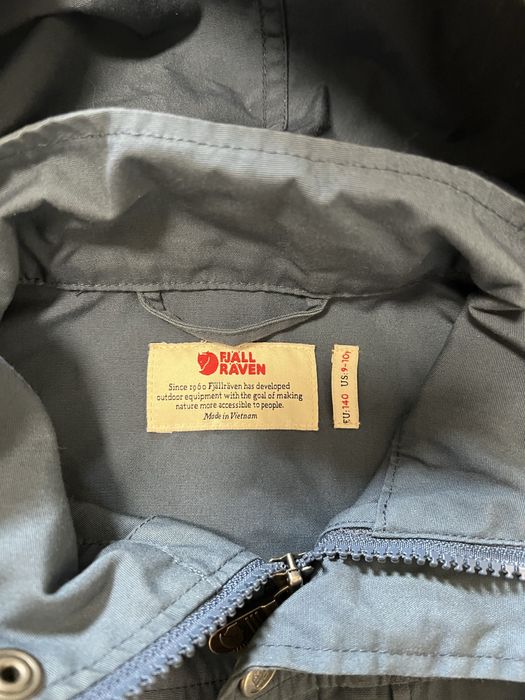 FJÄLL
RÄVEN
Since 1960 Fjällräven has developed
outdoor equipment with the goal of making
nature more accessible to people.
Made in Vietnam
EU:140 US:9-10y